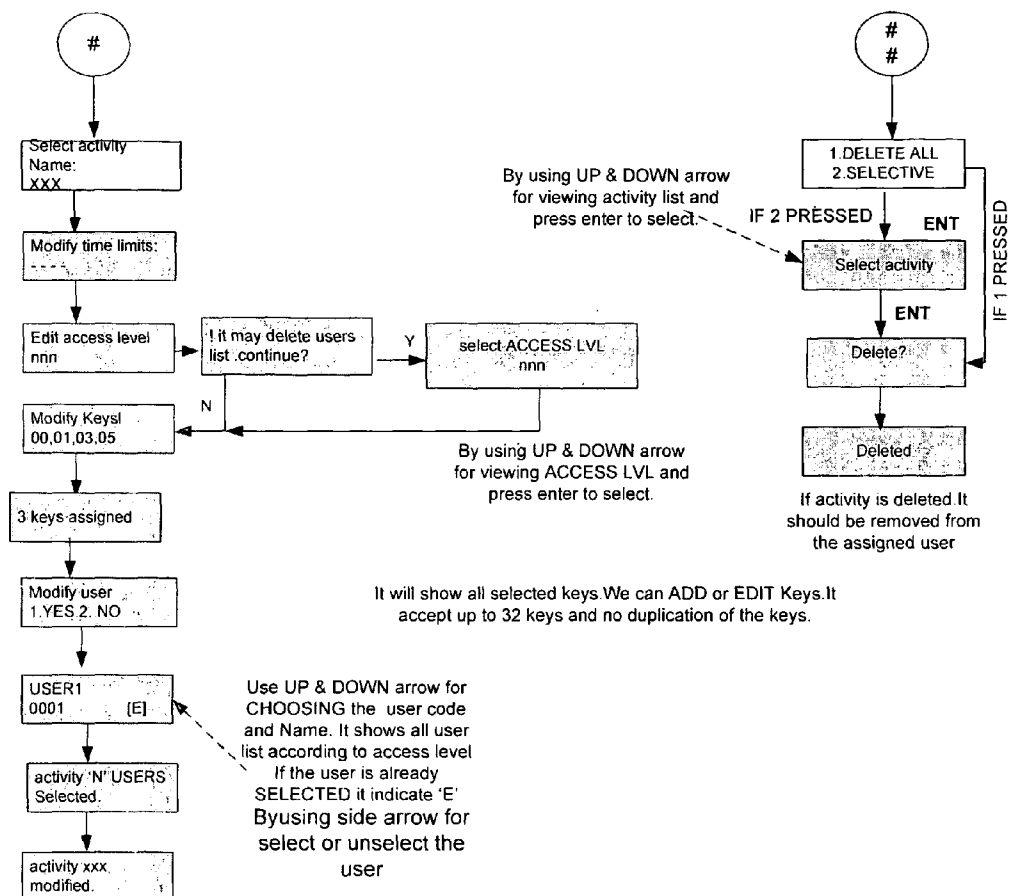 #
Select activity
Name:
XXX
Modify time limits:
-----
Edit access level
nnn
! it may delete users
list .continue?
Y
select ACCESS LVL
nnn
N
Modify Keysl
00,01,03,05
By using UP & DOWN arrow
for viewing ACCESS LVL and
press enter to select.
3 keys assigned
Modify user
1.YES 2. NO
It will show all selected keys.We can ADD or EDIT Keys.It
accept up to 32 keys and no duplication of the keys.
USER1
0001 [E]
Use UP & DOWN arrow for
CHOOSING the user code
and Name. It shows all user
list according to access level
If the user is already
SELECTED it indicate 'E'
Byusing side arrow for
select or unselect the
user
activity 'N' USERS
Selected.
activity xxx
modified.
#
#
1.DELETE ALL
2.SELECTIVE
By using UP & DOWN arrow
for viewing activity list and
press enter to select.
IF 2 PRESSED
ENT
IF 1 PRESSED
Select activity
ENT
Delete?
Deleted
If activity is deleted.It
should be removed from
the assigned user